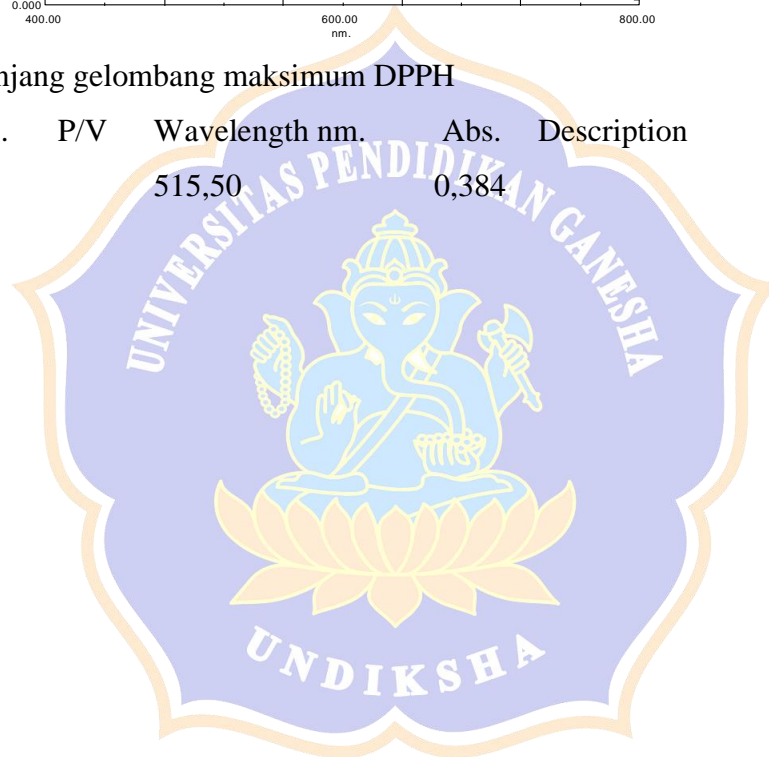 0.000
400.00 600.00 800.00
nm.
njang gelombang maksimum DPPH
. P/V Wavelength nm. Abs. Description
515,50 0,384
UNIVERSITAS PENDIDIKAN GANESHA
UNDIKSHA